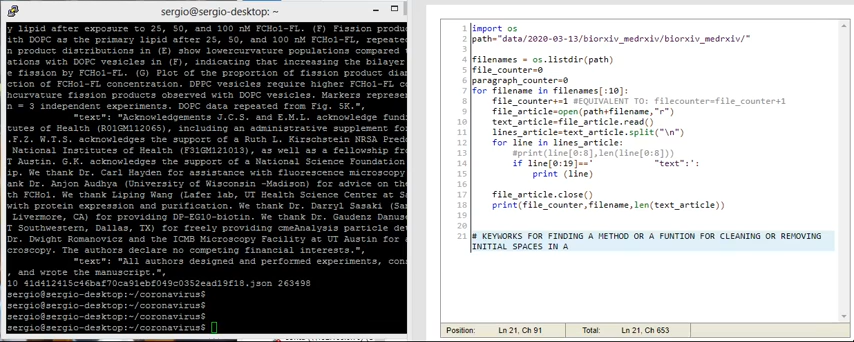 sergio@sergio-desktop: ~
y lipid after exposure to 25, 50, and 100 nM FCHo1-FL. (F) Fission produc
ith DOPC as the primary lipid after 25, 50, and 100 nM FCHo1-FL, repeate
n product distributions in (E) show lowercurvature populations compared t
ations with DOPC vesicles in (F), indicating that increasing the bilayer
e fission by FCHo1-FL. (G) Plot of the proportion of fission product diam
ction of FCHo1-FL concentration. DPPC vesicles require higher FCHo1-FL co
curvature fission products observed with DOPC vesicles. Markers represen
n = 3 independent experiments. DOPC data repeated from Fig. 5K.",
"text": "Acknowledgements J.C.S. and E.M.L. acknowledge fundi
tutes of Health (R01GM112065), including an administrative supplement for
.F.Z. W.T.S. acknowledges the support of a Ruth L. Kirschstein NRSA Predo
National Institutes of Health (F31GM121013), as well as a fellowship fro
T Austin. G.K. acknowledges the support of a National Science Foundation
ip. We thank Dr. Carl Hayden for assistance with fluorescence microscopy
ank Dr. Anjon Audhya (University of Wisconsin -Madison) for advice on the
th FCHo1. We thank Liping Wang (Lafer lab, UT Health Science Center at S
with protein expression and purification. We thank Dr. Darryl Sasaki (San
Livermore, CA) for providing DP-EG10-biotin. We thank Dr. Gaudenz Danuse
T Southwestern, Dallas, TX) for freely providing cmeAnalysis particle det
Dr. Dwight Romanovicz and the ICMB Microscopy Facility at UT Austin for a
croscopy. The authors declare no competing financial interests.",
"text": "All authors designed and performed experiments, cons
, and wrote the manuscript.",
10 41d412415c46baf70ca91ebf049c0352ead19f18.json 263498
sergio@sergio-desktop:~/coronavirus$
sergio@sergio-desktop:~/coronavirus$
sergio@sergio-desktop:~/coronavirus$
sergio@sergio-desktop:~/coronavirus$
1 import os
2 path="data/2020-03-13/biorxiv_medrxiv/biorxiv_medrxiv/"
3
4 filenames = os.listdir(path)
5 file_counter=0
6 paragraph_counter=0
7 for filename in filenames[:10]:
8 file_counter+=1 #EQUIVALENT TO: filecounter=file_counter+1
9 file_article=open(path+filename,"r")
10 text_article=file_article.read()
11 lines_article=text_article.split("\n")
12 for line in lines_article:
13 #print(line[0:8],len(line[0:8]))
14 if line[0:19]==' "text":':
15 print (line)
16
17 file_article.close()
18 print(file_counter,filename,len(text_article))
19
20
21 # KEYWORKS FOR FINDING A METHOD OR A FUNTION FOR CLEANING OR REMOVING
INITIAL SPACES IN A
Position: Ln 21, Ch 91 Total: Ln 21, Ch 653